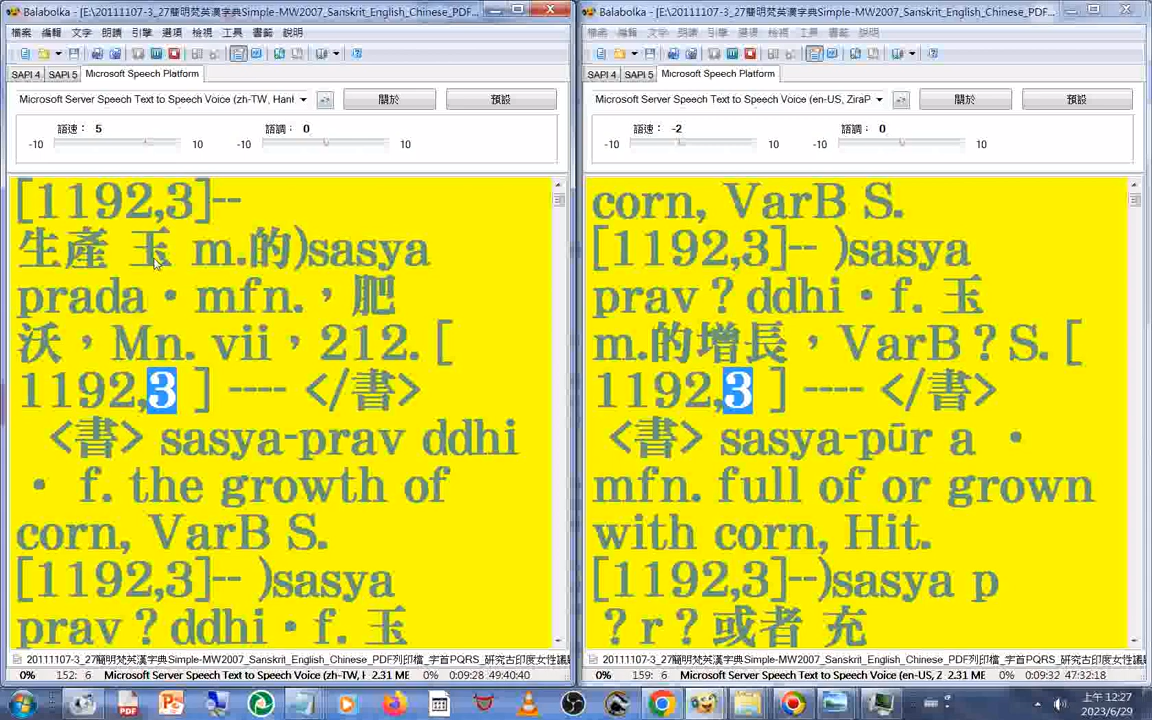 Balabolka - [E:\20111107-3_27簡明梵英漢字典Simple-MW2007_Sanskrit_English_Chinese_PDF...
檔案 編輯 文字 朗讀 引擎 選項 檢視 工具 書籤 說明
SAPI 4 SAPI 5 Microsoft Speech Platform
Microsoft Server Speech Text to Speech Voice (zh-TW, Hanl
關於 預設
語速： 5 語調： 0
-10 10 -10 10
[1192,3]--
生產 玉 m.的)sasya
prada・mfn.，肥
沃，Mn. vii，212. [
1192,3 ] ---- </書>
<書> sasya-prav ddhi
・ f. the growth of
corn, VarB S.
[1192,3]-- )sasya
prav？ddhi・f. 玉
20111107-3_27簡明梵英漢字典Simple-MW2007_Sanskrit_English_Chinese_PDF列印檔_字首PQRS_研究古印度女性議題
0% 152: 6 Microsoft Server Speech Text to Speech Voice (zh-TW, H 2.31 ME 0% 0:09:28 49:40:40
Balabolka - [E:\20111107-3_27簡明梵英漢字典Simple-MW2007_Sanskrit_English_Chinese_PDF...
檔案 編輯 文字 朗讀 引擎 選項 檢視 工具 書籤 說明
SAPI 4 SAPI 5 Microsoft Speech Platform
Microsoft Server Speech Text to Speech Voice (en-US, ZiraP
關於 預設
語速： -2 語調： 0
-10 10 -10 10
corn, VarB S.
[1192,3]-- )sasya
prav？ddhi・f. 玉
m.的增長，VarB？S. [
1192,3 ] ---- </書>
<書> sasya-pūr a ・
mfn. full of or grown
with corn, Hit.
[1192,3]--)sasya p
？r？或者 充
20111107-3_27簡明梵英漢字典Simple-MW2007_Sanskrit_English_Chinese_PDF列印檔_字首PQRS_研究古印度女性議題
0% 159: 6 Microsoft Server Speech Text to Speech Voice (en-US, Z 2.31 ME 0% 0:09:32 47:32:18
上午 12:27
2023/6/29